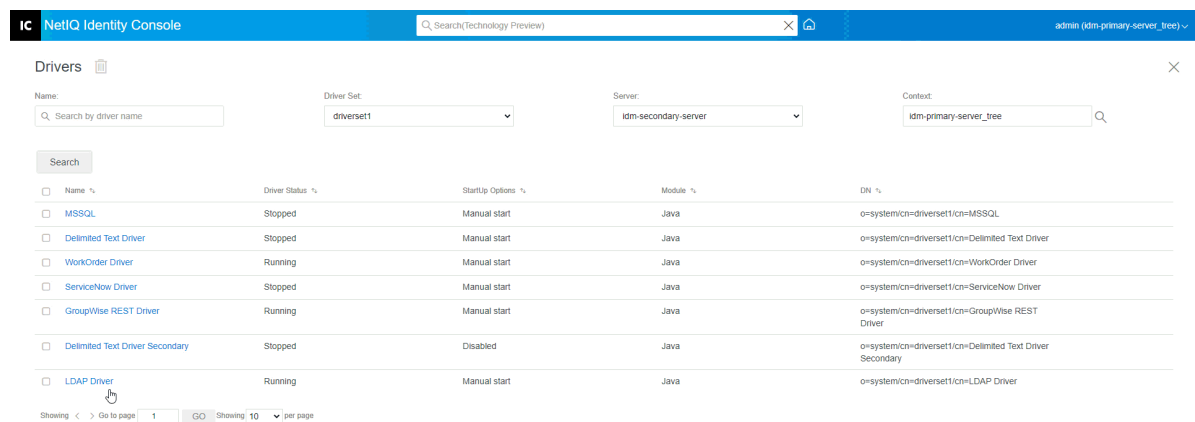 IC NetIQ Identity Console Search(Technology Preview) admin (idm-primary-server_tree)
Drivers
Name: Driver Set: Server: Context:
Search by driver name driverset1 idm-secondary-server idm-primary-server_tree
Search
Name Driver Status StartUp Options Module DN
MSSQL Stopped Manual start Java o=system/cn=driverset1/cn=MSSQL
Delimited Text Driver Stopped Manual start Java o=system/cn=driverset1/cn=Delimited Text Driver
WorkOrder Driver Running Manual start Java o=system/cn=driverset1/cn=WorkOrder Driver
ServiceNow Driver Stopped Manual start Java o=system/cn=driverset1/cn=ServiceNow Driver
GroupWise REST Driver Running Manual start Java o=system/cn=driverset1/cn=GroupWise REST
Driver
Delimited Text Driver Secondary Stopped Disabled Java o=system/cn=driverset1/cn=Delimited Text Driver
Secondary
LDAP Driver Running Manual start Java o=system/cn=driverset1/cn=LDAP Driver
Showing Go to page 1 GO Showing 10 per page